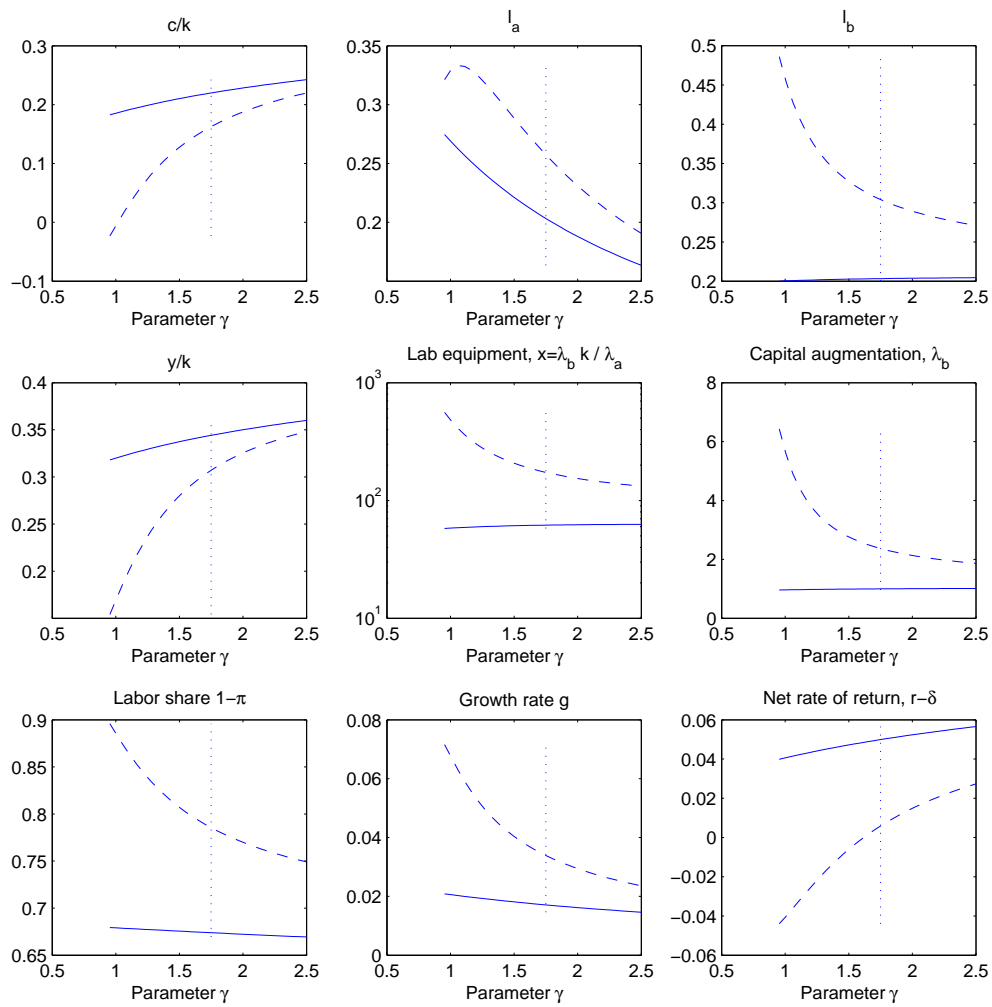 c/k
0.3
0.2
0.1
0
−0.1
0.5 1 1.5 2 2.5
Parameter γ
l_a
0.35
0.3
0.25
0.2
0.5 1 1.5 2 2.5
Parameter γ
l_b
0.5
0.4
0.3
0.2
0.5 1 1.5 2 2.5
Parameter γ
y/k
0.4
0.35
0.3
0.25
0.2
0.5 1 1.5 2 2.5
Parameter γ
Lab equipment, x=λ_b k / λ_a
10^3
10^2
10^1
0.5 1 1.5 2 2.5
Parameter γ
Capital augmentation, λ_b
8
6
4
2
0
0.5 1 1.5 2 2.5
Parameter γ
Labor share 1−π
0.9
0.85
0.8
0.75
0.7
0.65
0.5 1 1.5 2 2.5
Parameter γ
Growth rate g
0.08
0.06
0.04
0.02
0
0.5 1 1.5 2 2.5
Parameter γ
Net rate of return, r−δ
0.06
0.04
0.02
0
−0.02
−0.04
−0.06
0.5 1 1.5 2 2.5
Parameter γ